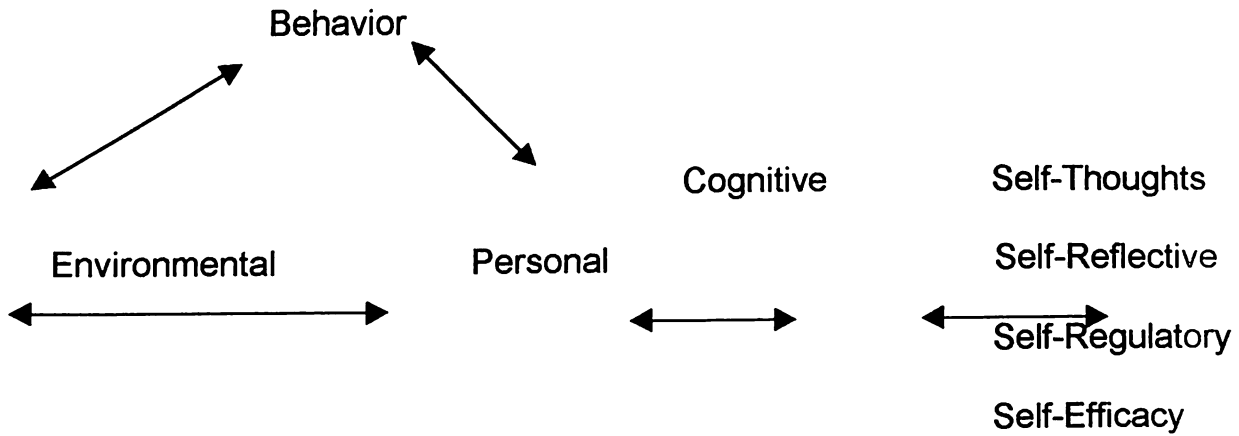 Behavior
Cognitive
Self-Thoughts
Environmental
Personal
Self-Reflective
Self-Regulatory
Self-Efficacy